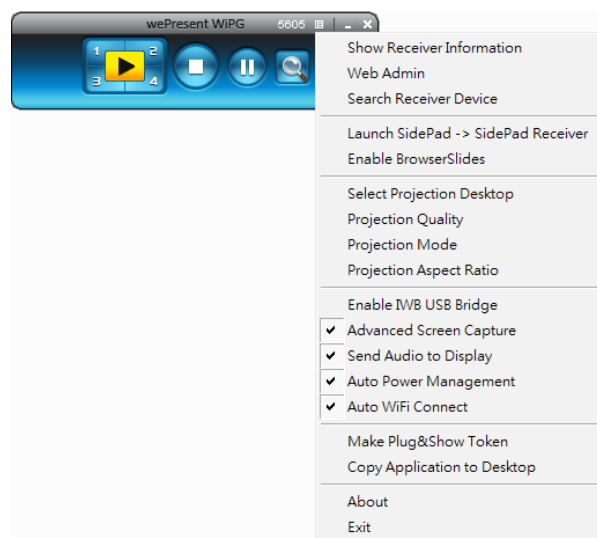 wePresent WiPG 5605
1 2
3 4
Show Receiver Information
Web Admin
Search Receiver Device
Launch SidePad -> SidePad Receiver
Enable BrowserSlides
Select Projection Desktop
Projection Quality
Projection Mode
Projection Aspect Ratio
Enable IWB USB Bridge
Advanced Screen Capture
Send Audio to Display
Auto Power Management
Auto WiFi Connect
Make Plug&Show Token
Copy Application to Desktop
About
Exit